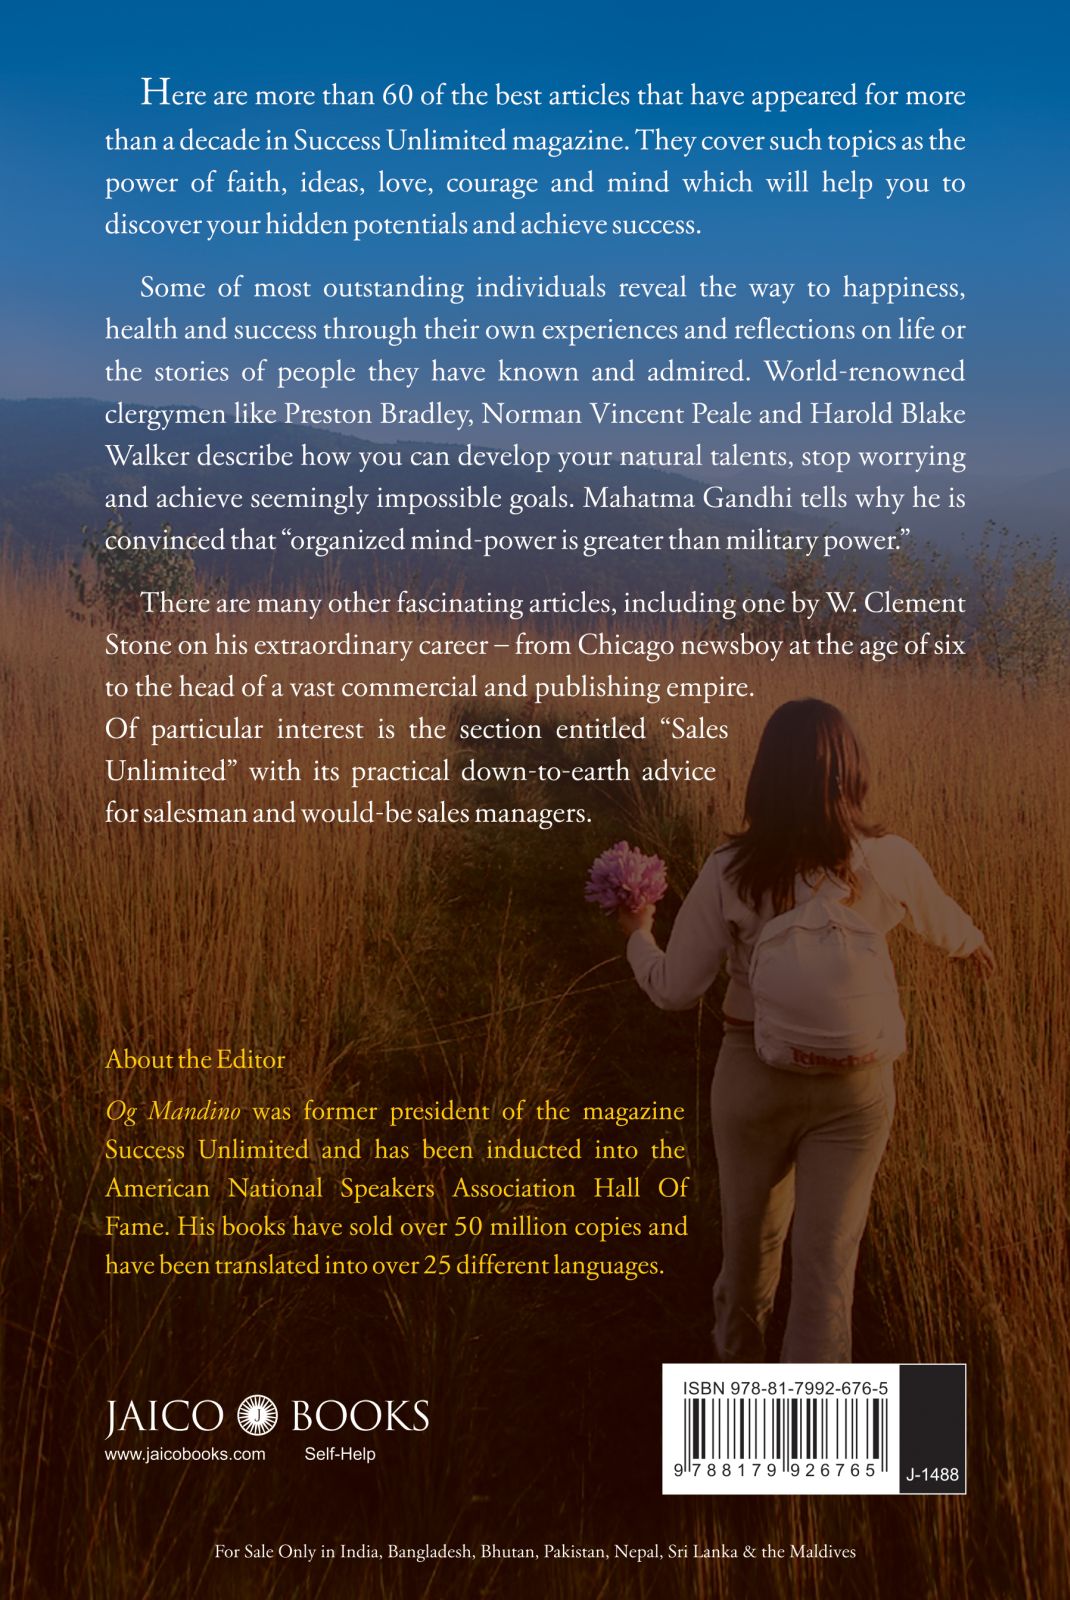 Here are more than 60 of the best articles that have appeared for more
than a decade in Success Unlimited magazine. They cover such topics as the
power of faith, ideas, love, courage and mind which will help you to
discover your hidden potentials and achieve success.
Some of most outstanding individuals reveal the way to happiness,
health and success through their own experiences and reflections on life or
the stories of people they have known and admired. World-renowned
clergymen like Preston Bradley, Norman Vincent Peale and Harold Blake
Walker describe how you can develop your natural talents, stop worrying
and achieve seemingly impossible goals. Mahatma Gandhi tells why he is
convinced that “organized mind-power is greater than military power.”
There are many other fascinating articles, including one by W. Clement
Stone on his extraordinary career – from Chicago newsboy at the age of six
to the head of a vast commercial and publishing empire.
Of particular interest is the section entitled “Sales
Unlimited” with its practical down-to-earth advice
for salesman and would-be sales managers.
About the Editor
Og Mandino was former president of the magazine
Success Unlimited and has been inducted into the
American National Speakers Association Hall Of
Fame. His books have sold over 50 million copies and
have been translated into over 25 different languages.
JAICO J BOOKS
www.jaicobooks.com Self-Help
ISBN 978-81-7992-676-5
9 788179 926765
J-1488
For Sale Only in India, Bangladesh, Bhutan, Pakistan, Nepal, Sri Lanka & the Maldives